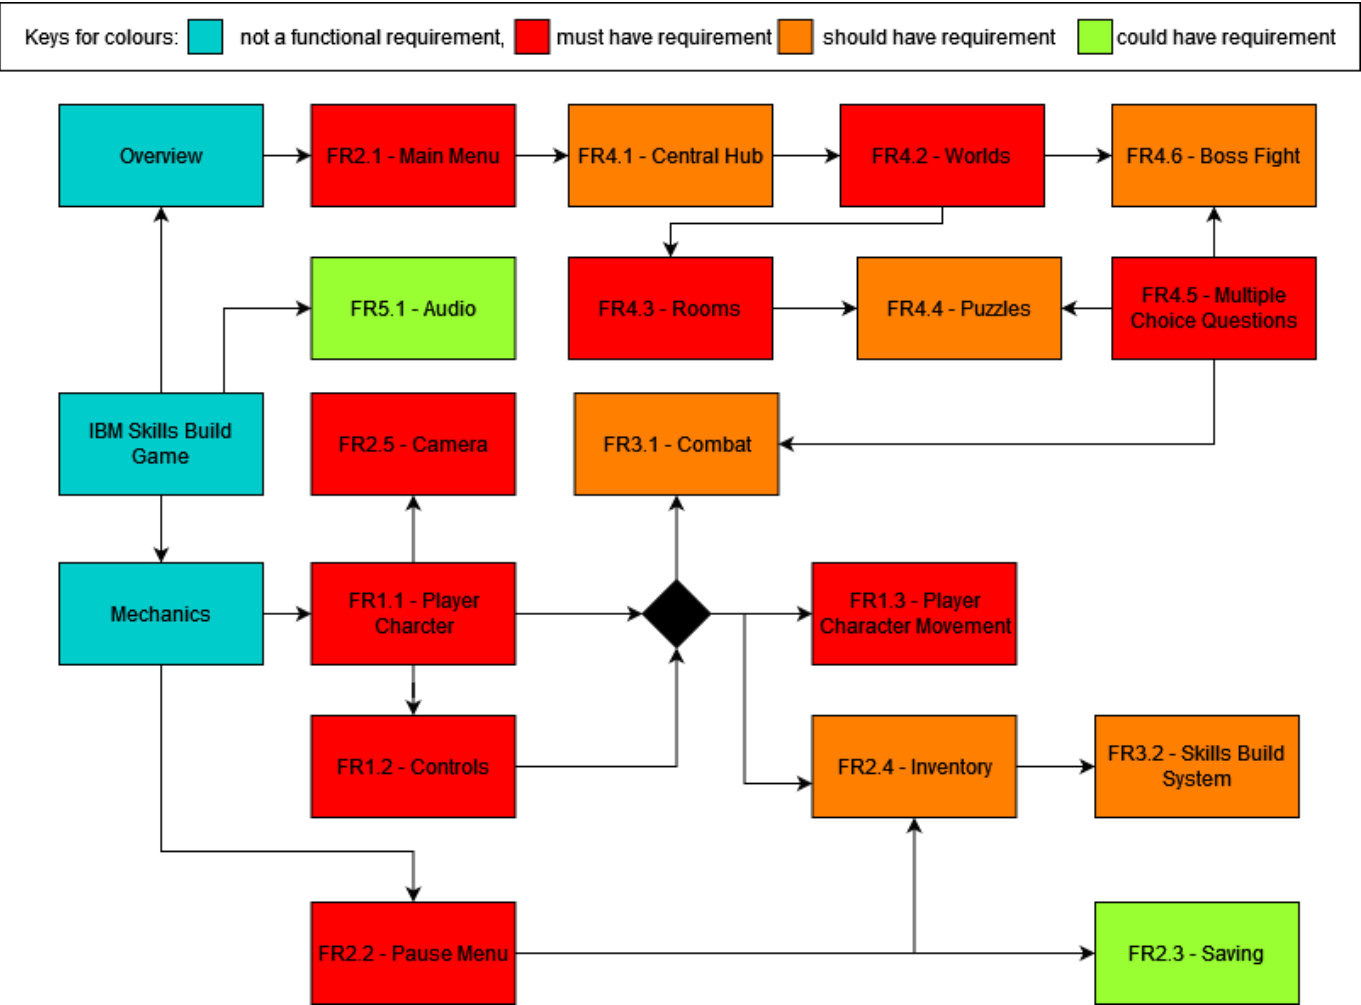 Keys for colours: not a functional requirement, must have requirement should have requirement could have requirement
Overview
FR2.1 - Main Menu
FR4.1 - Central Hub
FR4.2 - Worlds
FR4.6 - Boss Fight
FR5.1 - Audio
FR4.3 - Rooms
FR4.4 - Puzzles
FR4.5 - Multiple
Choice Questions
IBM Skills Build
Game
FR2.5 - Camera
FR3.1 - Combat
Mechanics
FR1.1 - Player
Charcter
FR1.3 - Player
Character Movement
FR1.2 - Controls
FR2.4 - Inventory
FR3.2 - Skills Build
System
FR2.2 - Pause Menu
FR2.3 - Saving